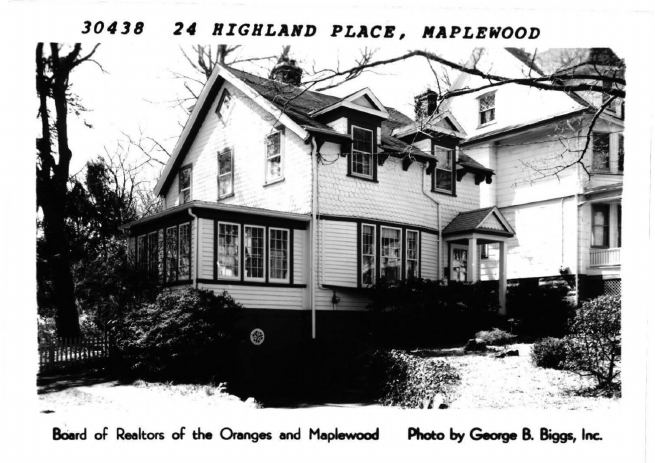 30438 24 HIGHLAND PLACE, MAPLEWOOD
Board of Realtors of the Oranges and Maplewood Photo by George B. Biggs, Inc.